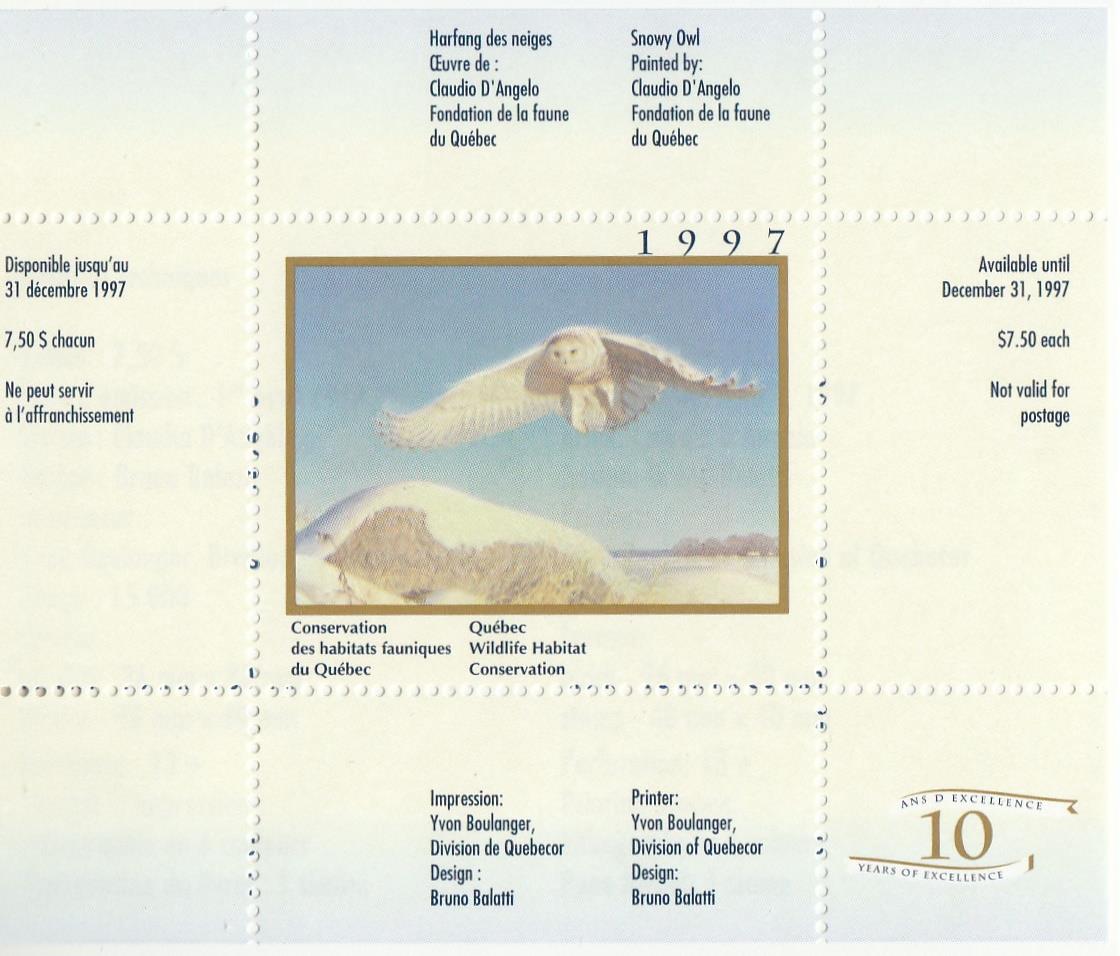 Harfang des neiges
Œuvre de :
Claudio D'Angelo
Fondation de la faune
du Québec
Snowy Owl
Painted by:
Claudio D'Angelo
Fondation de la faune
du Québec
Disponible jusqu'au
31 décembre 1997
7,50 $ chacun
Ne peut servir
à l'affranchissement
1 9 9 7
Available until
December 31, 1997
$7.50 each
Not valid for
postage
Conservation
des habitats fauniques
du Québec
Québec
Wildlife Habitat
Conservation
Impression:
Yvon Boulanger,
Division de Quebecor
Design :
Bruno Balatti
Printer:
Yvon Boulanger,
Division of Quebecor
Design:
Bruno Balatti
ANS D EXCELLENCE
10
YEARS OF EXCELLENCE